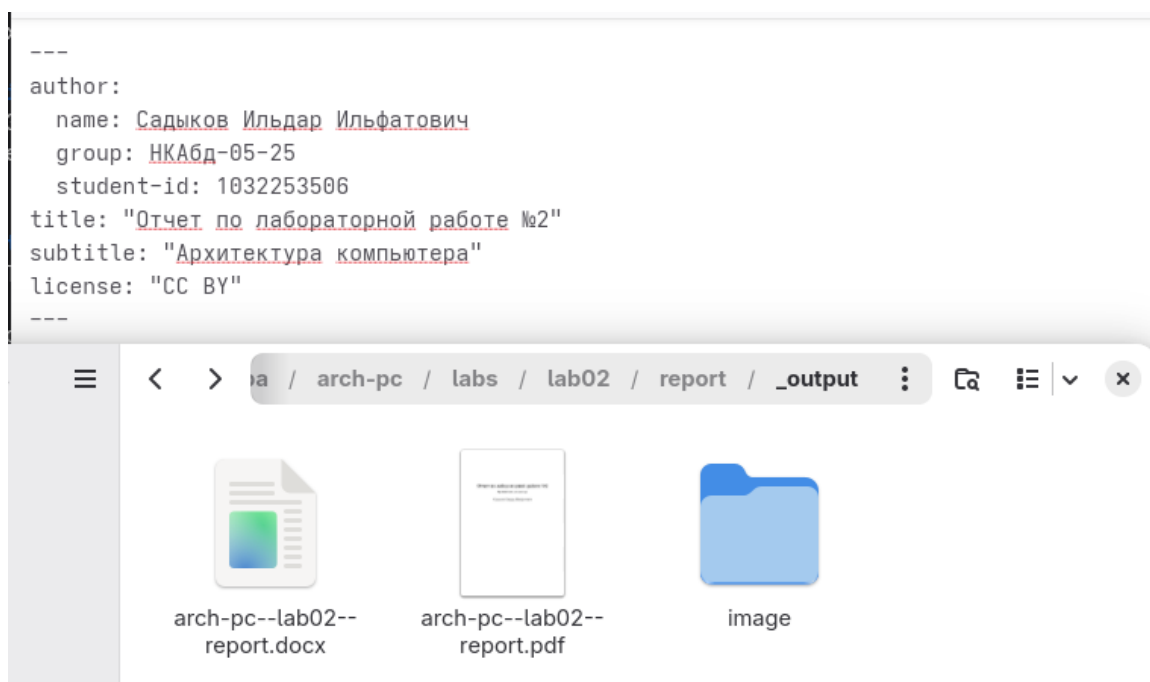 ---
author:
  name: Садыков Ильдар Ильфатович
  group: НКАбд-05-25
  student-id: 1032253506
title: "Отчет по лабораторной работе №2"
subtitle: "Архитектура компьютера"
license: "CC BY"
---
/ arch-pc / labs / lab02 / report / _output
arch-pc--lab02--
report.docx
arch-pc--lab02--
report.pdf
image